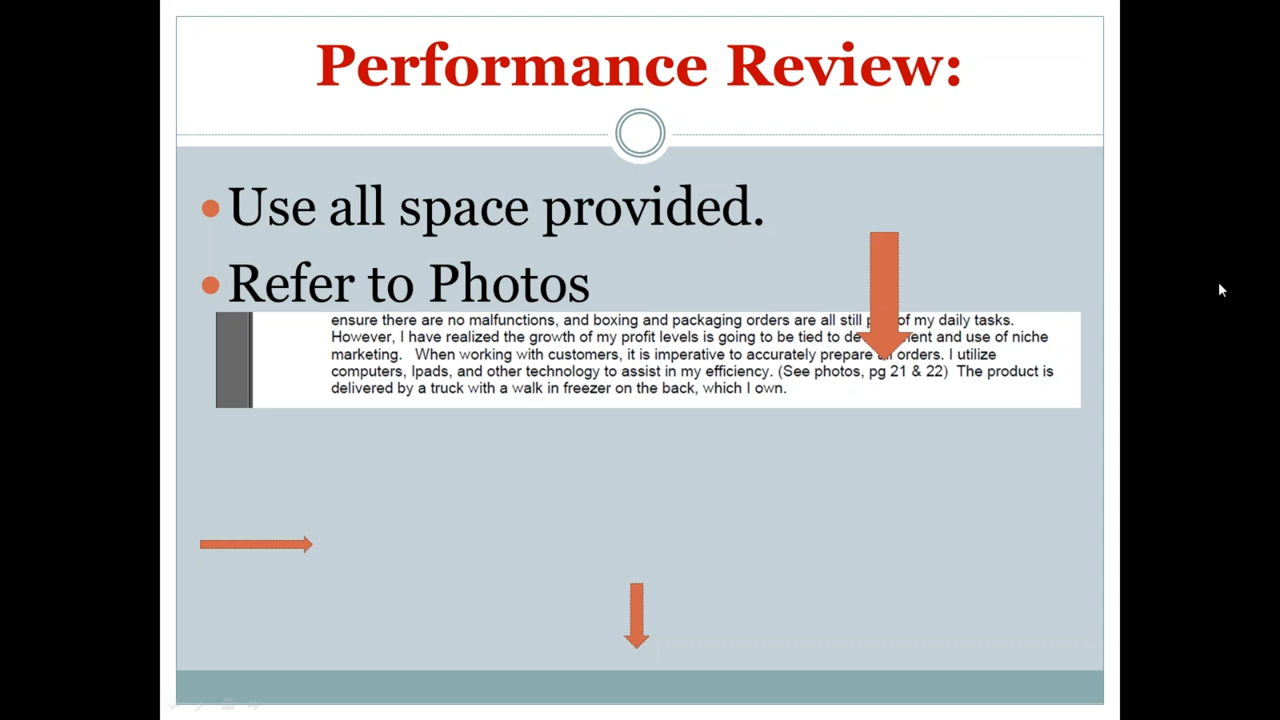 Performance Review:
Use all space provided.
Refer to Photos
ensure there are no malfunctions, and boxing and packaging orders are all still of my daily tasks.
However, I have realized the growth of my profit levels is going to be tied to and use of niche
marketing. When working with customers, it is imperative to accurately prepare orders. I utilize
computers, Ipads, and other technology to assist in my efficiency. (See photos, pg 21 & 22) The product is
delivered by a truck with a walk in freezer on the back, which I own.